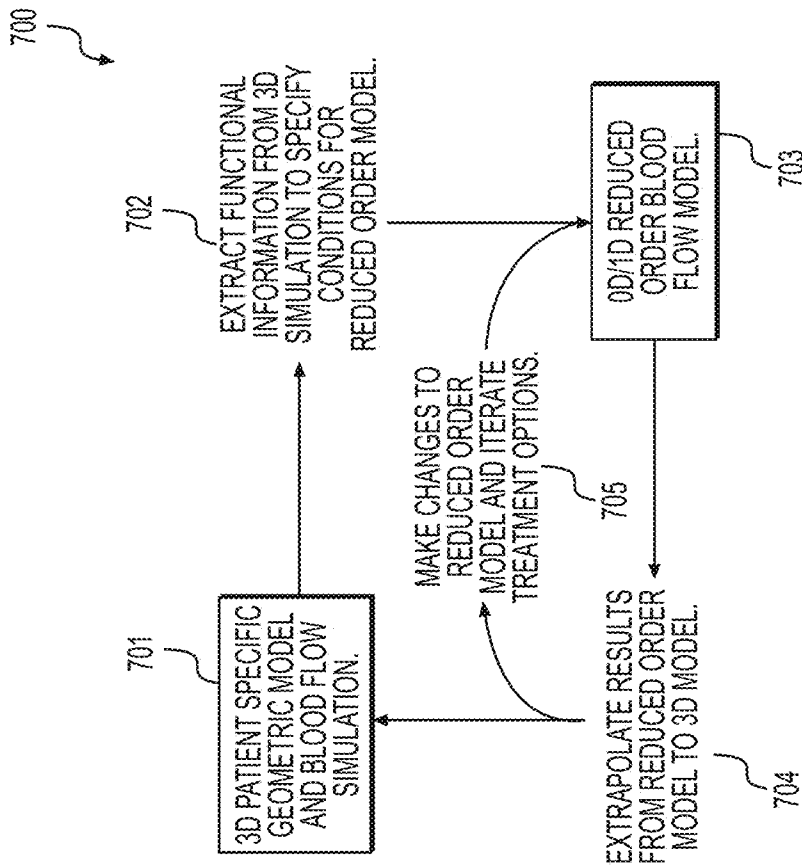 700
701
3D PATIENT SPECIFIC
GEOMETRIC MODEL
AND BLOOD FLOW
SIMULATION.
702
EXTRACT FUNCTIONAL
INFORMATION FROM 3D
SIMULATION TO SPECIFY
CONDITIONS FOR
REDUCED ORDER MODEL.
MAKE CHANGES TO
REDUCED ORDER
MODEL AND ITERATE
TREATMENT OPTIONS.
705
EXTRAPOLATE RESULTS
FROM REDUCED ORDER
MODEL TO 3D MODEL.
704
0D/1D REDUCED
ORDER BLOOD
FLOW MODEL.
703